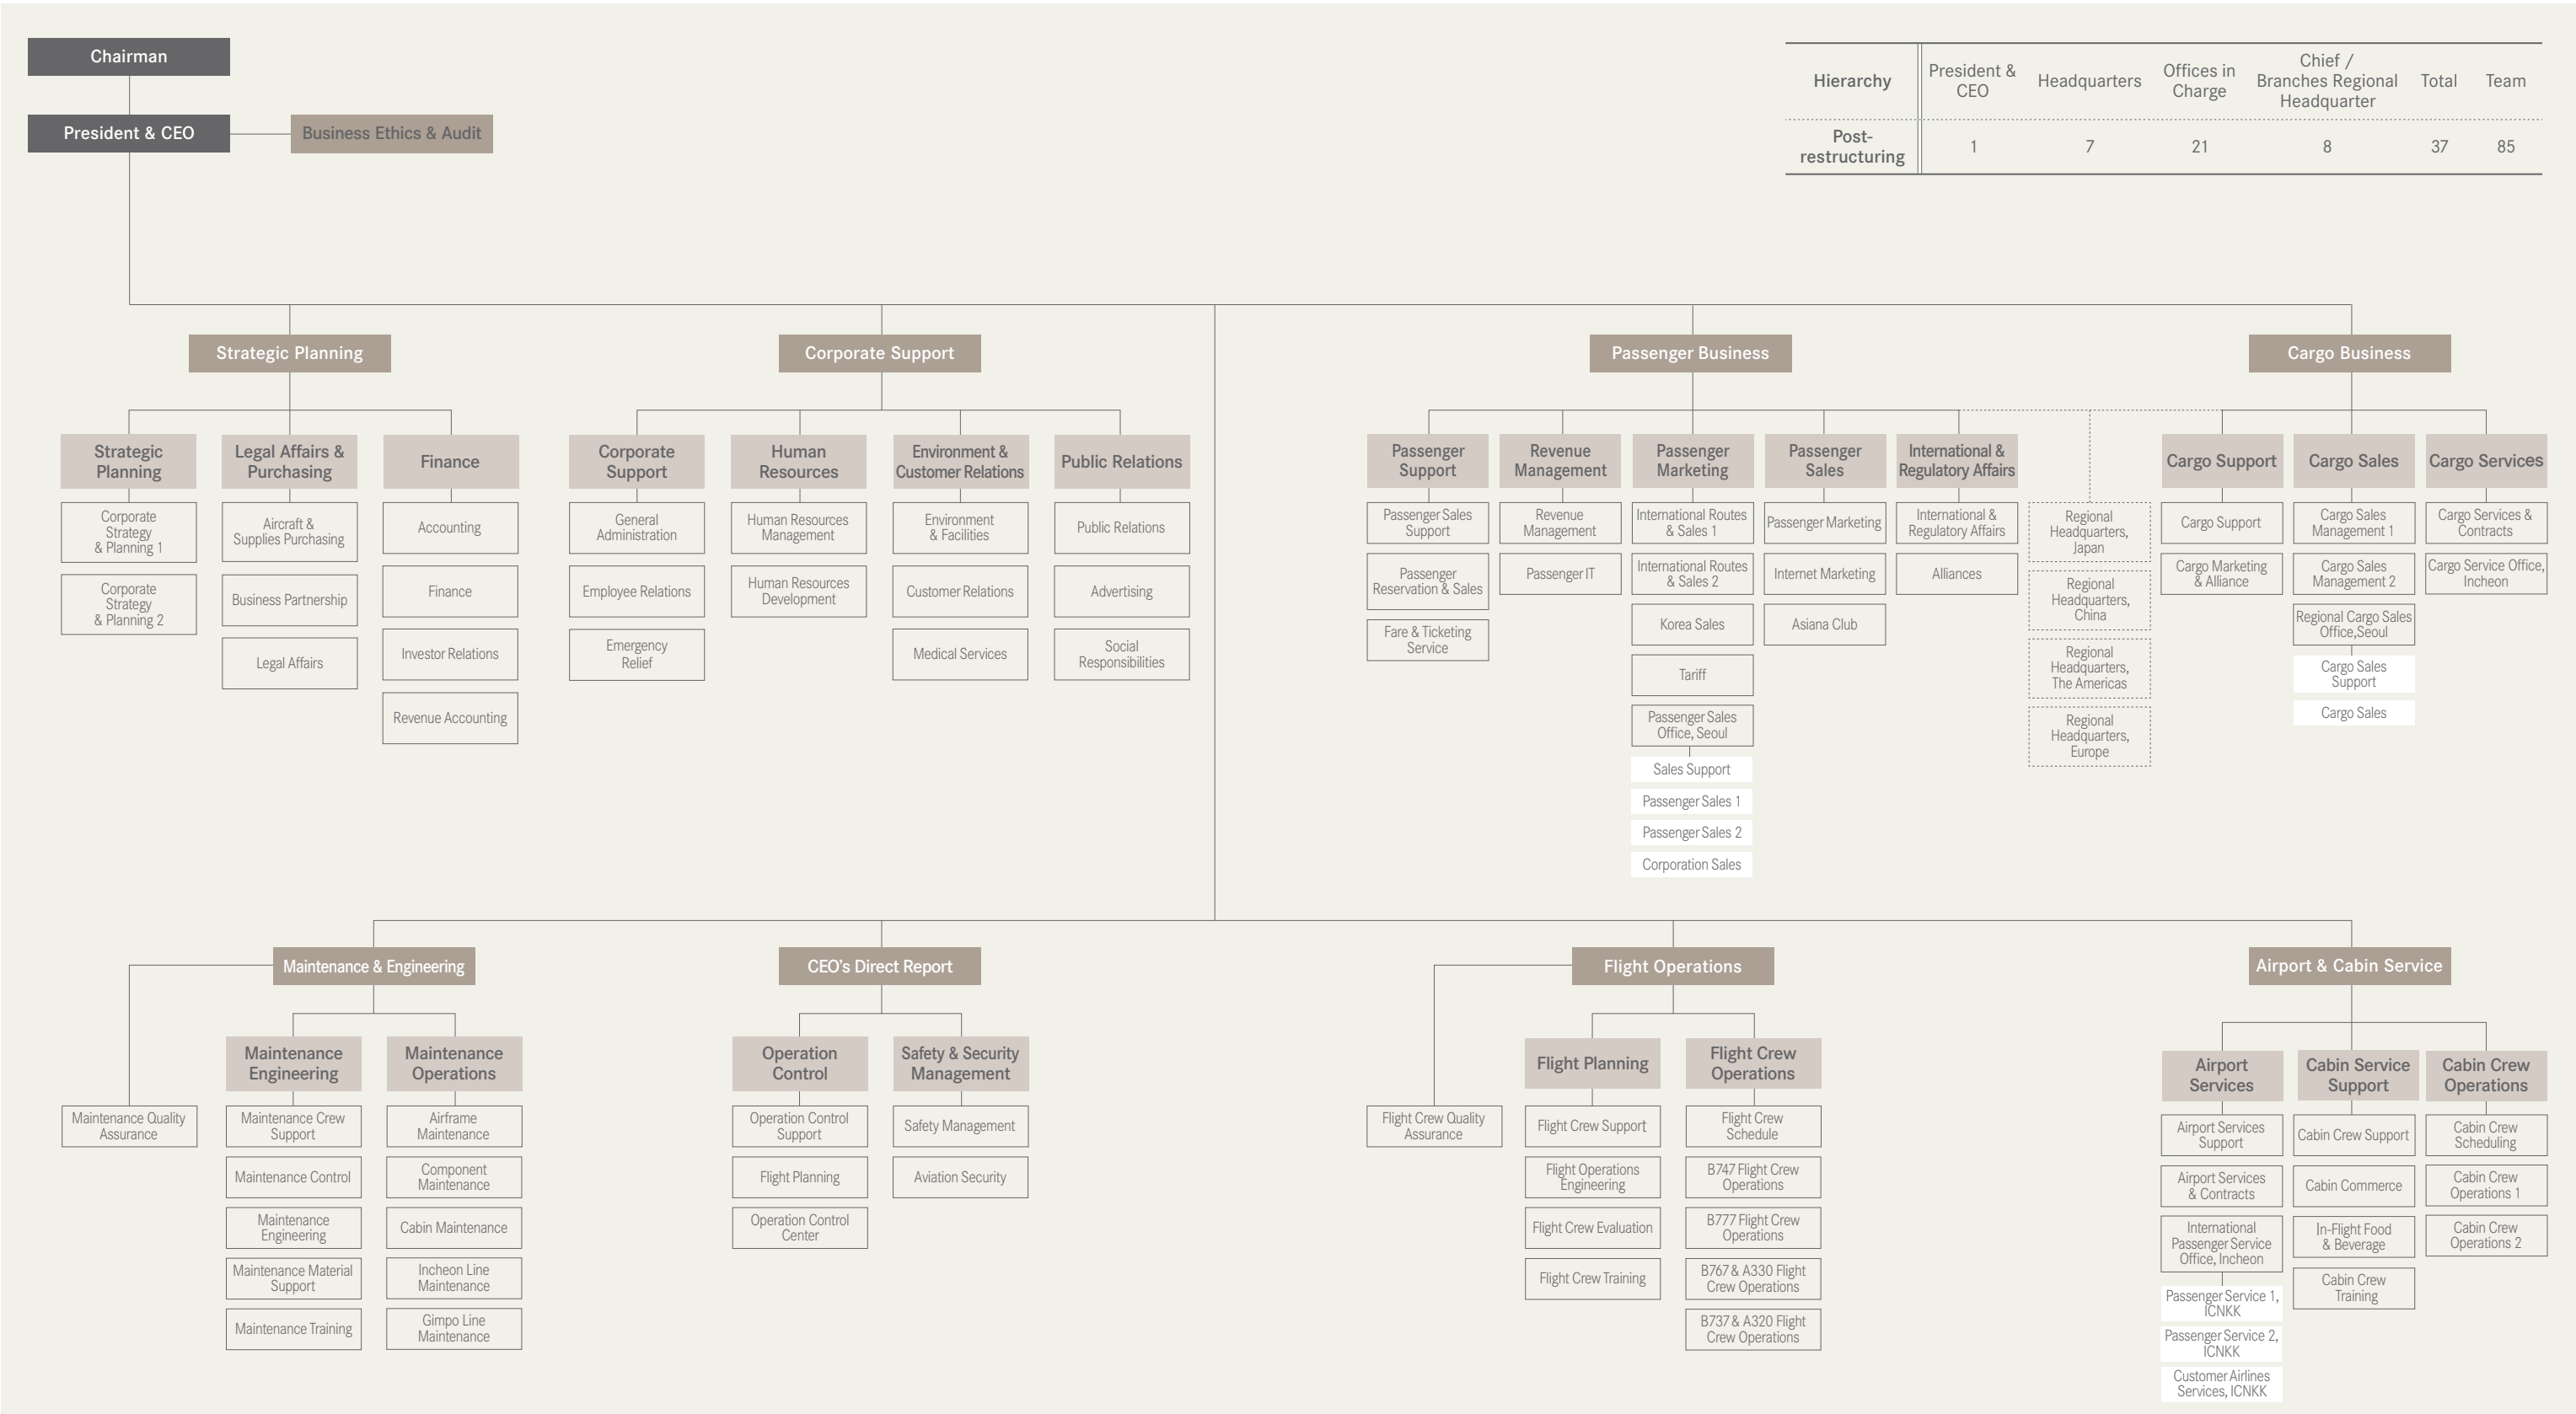 Chairman
President & CEO
Business Ethics & Audit
Hierarchy
President &
CEO
Headquarters
Offices in
Charge
Chief /
Branches Regional
Headquarter
Total
Team
Post-
restructuring
1
7
21
8
37
85
Strategic Planning
Corporate Support
Passenger Business
Cargo Business
Strategic
Planning
Corporate
Strategy
& Planning 1
Corporate
Strategy
& Planning 2
Legal Affairs &
Purchasing
Aircraft &
Supplies Purchasing
Business Partnership
Legal Affairs
Finance
Accounting
Finance
Investor Relations
Revenue Accounting
Corporate
Support
General
Administration
Employee Relations
Emergency
Relief
Human
Resources
Human Resources
Management
Human Resources
Development
Environment &
Customer Relations
Environment
& Facilities
Customer Relations
Medical Services
Public Relations
Public Relations
Advertising
Social
Responsibilities
Passenger
Support
Passenger Sales
Support
Passenger
Reservation & Sales
Fare & Ticketing
Service
Revenue
Management
Revenue
Management
Passenger IT
Passenger
Marketing
International Routes
& Sales 1
International Routes
& Sales 2
Korea Sales
Tariff
Passenger Sales
Office, Seoul
Sales Support
Passenger Sales 1
Passenger Sales 2
Corporation Sales
Passenger
Sales
Passenger Marketing
Internet Marketing
Asiana Club
International &
Regulatory Affairs
International &
Regulatory Affairs
Alliances
Regional
Headquarters,
Japan
Regional
Headquarters,
China
Regional
Headquarters,
The Americas
Regional
Headquarters,
Europe
Cargo Support
Cargo Support
Cargo Marketing
& Alliance
Cargo Sales
Cargo Sales
Management 1
Cargo Sales
Management 2
Regional Cargo Sales
Office,Seoul
Cargo Sales
Support
Cargo Sales
Cargo Services
Cargo Services &
Contracts
Cargo Service Office,
Incheon
Maintenance & Engineering
CEO's Direct Report
Flight Operations
Airport & Cabin Service
Maintenance Quality
Assurance
Maintenance
Engineering
Maintenance Crew
Support
Maintenance Control
Maintenance
Engineering
Maintenance Material
Support
Maintenance Training
Maintenance
Operations
Airframe
Maintenance
Component
Maintenance
Cabin Maintenance
Incheon Line
Maintenance
Gimpo Line
Maintenance
Operation
Control
Operation Control
Support
Flight Planning
Operation Control
Center
Safety & Security
Management
Safety Management
Aviation Security
Flight Crew Quality
Assurance
Flight Planning
Flight Crew Support
Flight Operations
Engineering
Flight Crew Evaluation
Flight Crew Training
Flight Crew
Operations
Flight Crew
Schedule
B747 Flight Crew
Operations
B777 Flight Crew
Operations
B767 & A330 Flight
Crew Operations
B737 & A320 Flight
Crew Operations
Airport
Services
Airport Services
Support
Airport Services
& Contracts
International
Passenger Service
Office, Incheon
Passenger Service 1,
ICNKK
Passenger Service 2,
ICNKK
Customer Airlines
Services, ICNKK
Cabin Service
Support
Cabin Crew Support
Cabin Commerce
In-Flight Food
& Beverage
Cabin Crew
Training
Cabin Crew
Operations
Cabin Crew
Scheduling
Cabin Crew
Operations 1
Cabin Crew
Operations 2